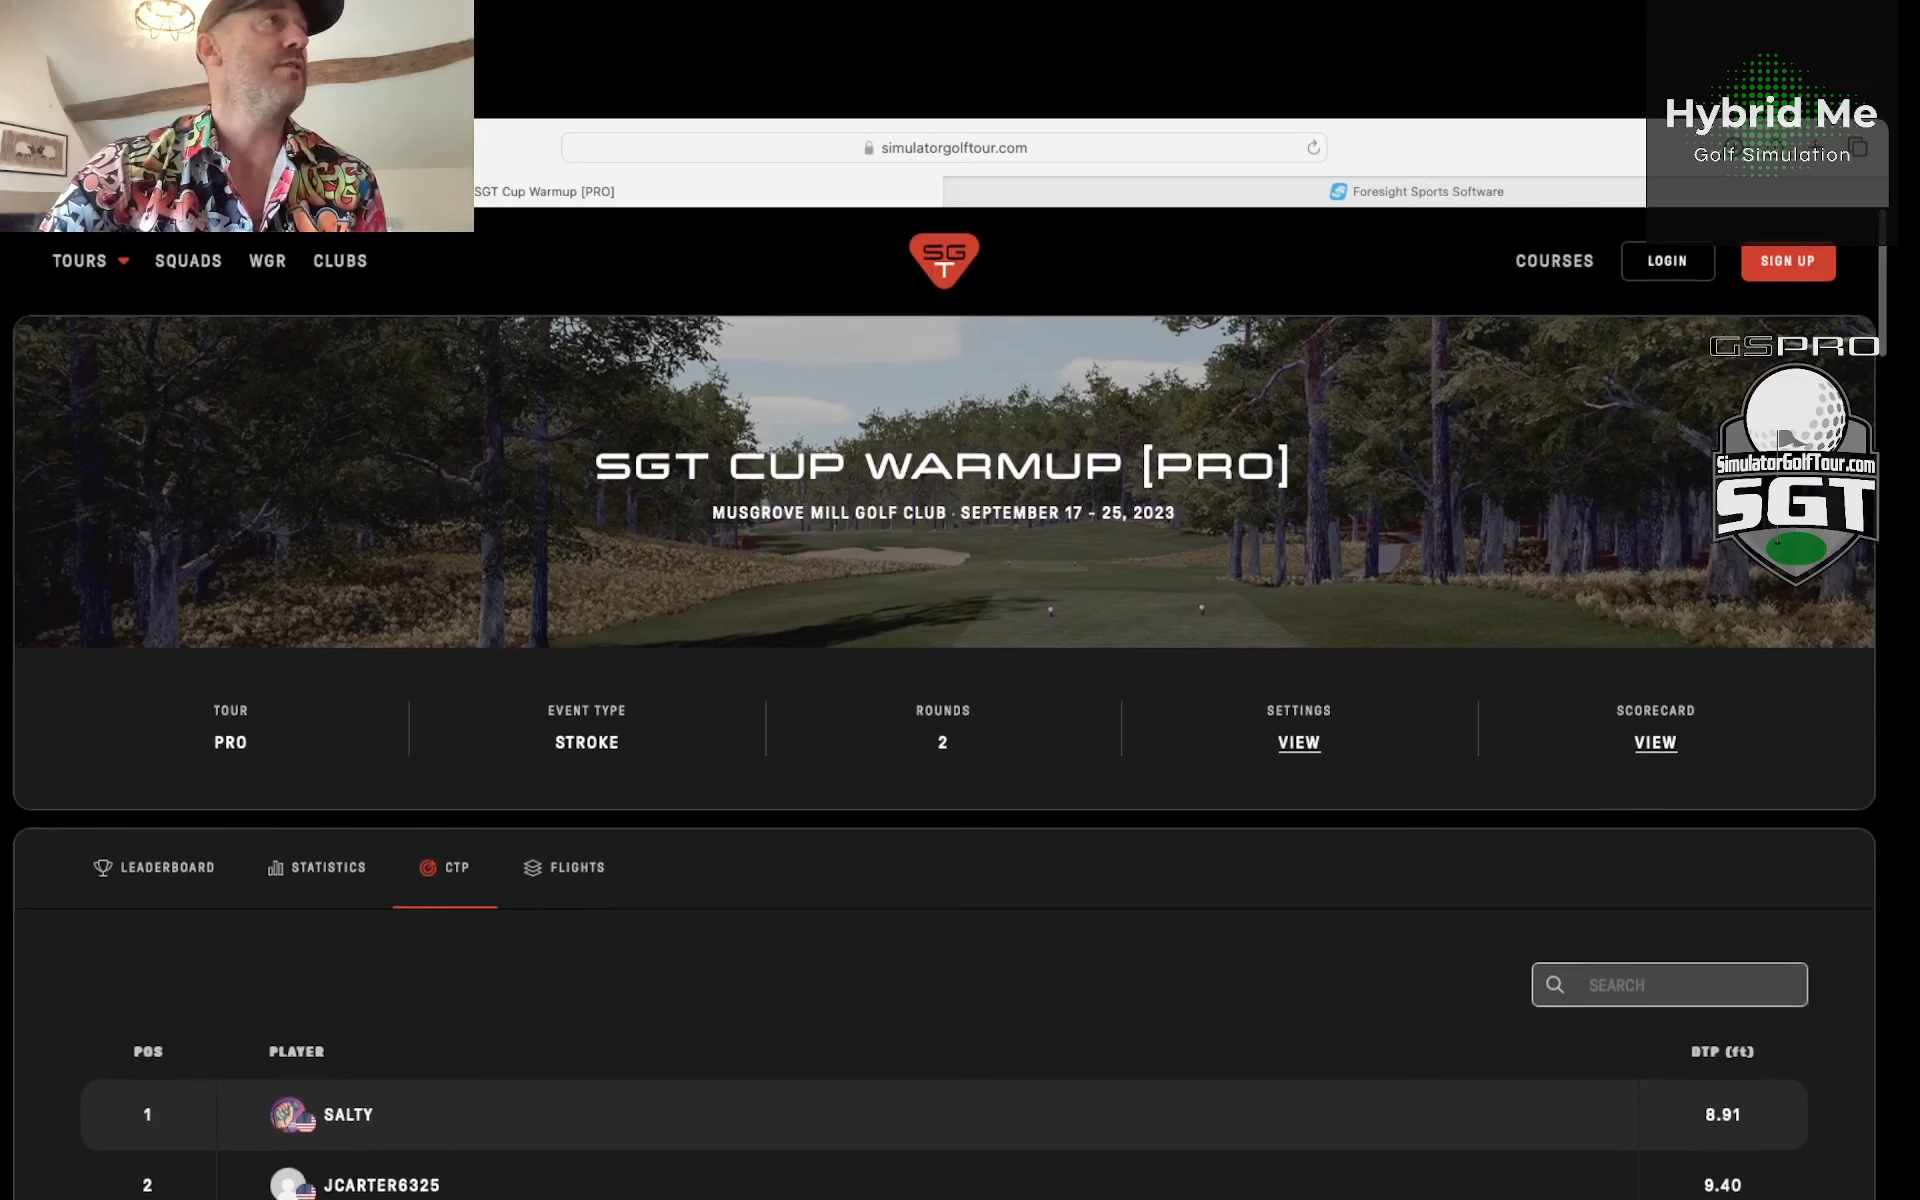 Hybrid Me
Golf Simulation
simulatorgolftour.com
SGT Cup Warmup [PRO]
Foresight Sports Software
TOURS
SQUADS
WGR
CLUBS
SGT
COURSES
LOGIN
SIGN UP
GSPRO
SimulatorGolfTour.com
SGT
SGT CUP WARMUP [PRO]
MUSGROVE MILL GOLF CLUB · SEPTEMBER 17 - 25, 2023
TOUR
PRO
EVENT TYPE
STROKE
ROUNDS
2
SETTINGS
VIEW
SCORECARD
VIEW
LEADERBOARD
STATISTICS
CTP
FLIGHTS
SEARCH
POS PLAYER DTP (ft)
1 SALTY 8.91
2 JCARTER6325 9.40